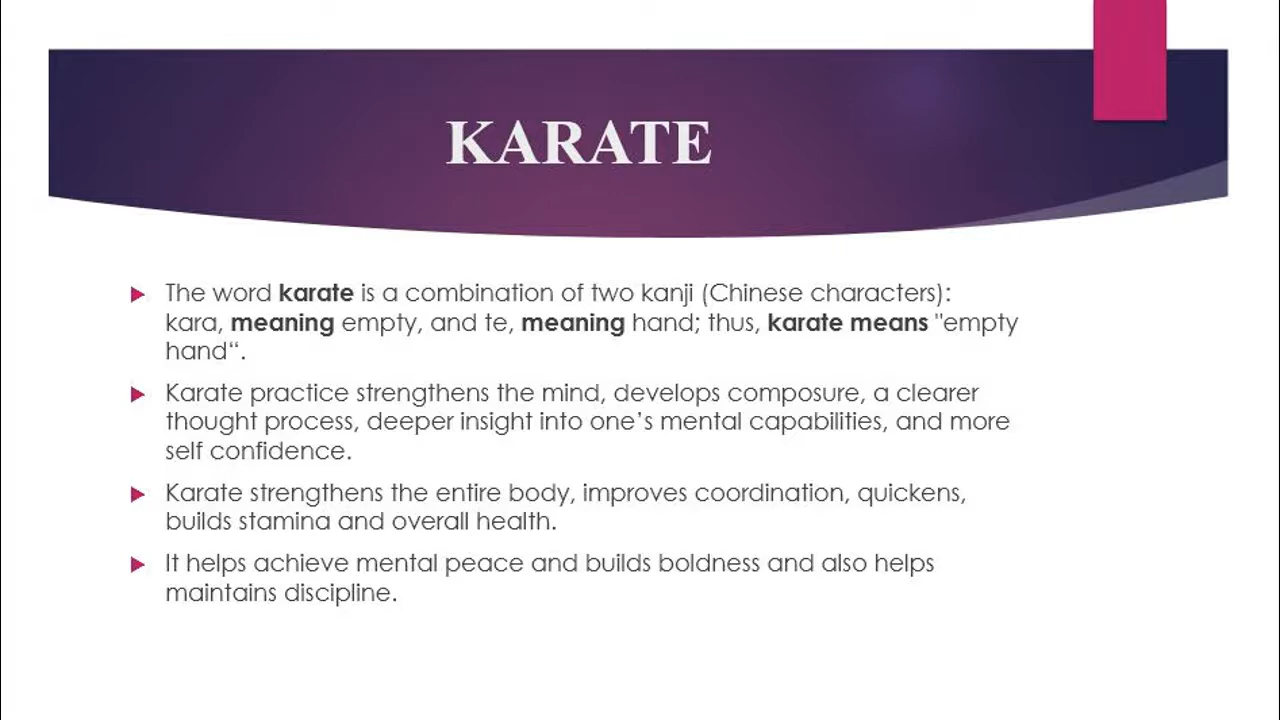 KARATE
The word karate is a combination of two kanji (Chinese characters):
kara, meaning empty, and te, meaning hand; thus, karate means "empty
hand“.
Karate practice strengthens the mind, develops composure, a clearer
thought process, deeper insight into one’s mental capabilities, and more
self confidence.
Karate strengthens the entire body, improves coordination, quickens,
builds stamina and overall health.
It helps achieve mental peace and builds boldness and also helps
maintains discipline.